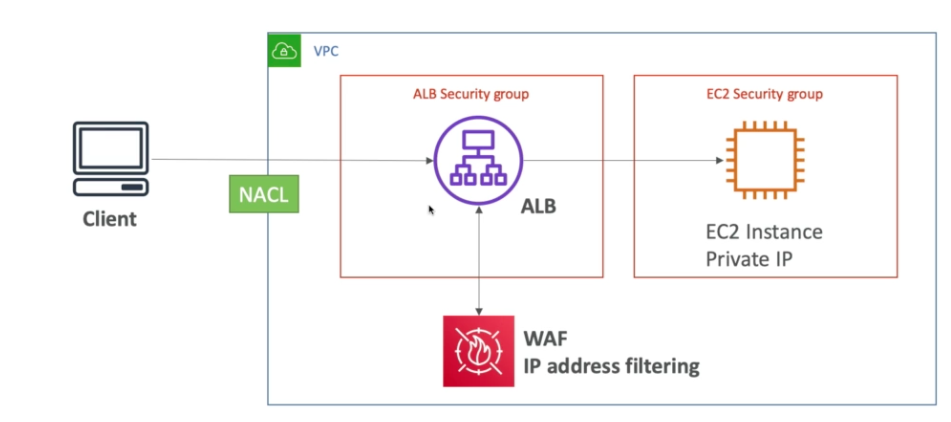 VPC
ALB Security group
EC2 Security group
NACL
Client
ALB
EC2 Instance
Private IP
WAF
IP address filtering